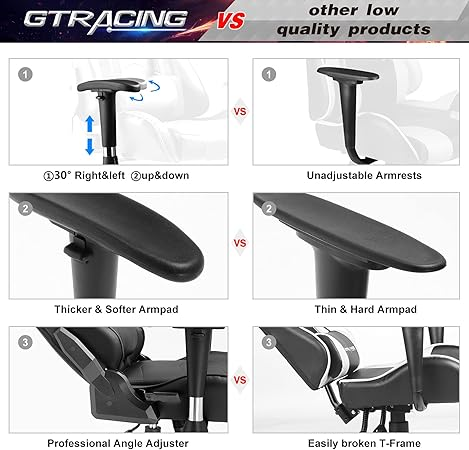 GTRACING VS other low
quality products
1
1
VS
①30° Right&left ②up&down
Unadjustable Armrests
2
2
VS
Thicker & Softer Armpad
Thin & Hard Armpad
3
3
VS
Professional Angle Adjuster
Easily broken T-Frame